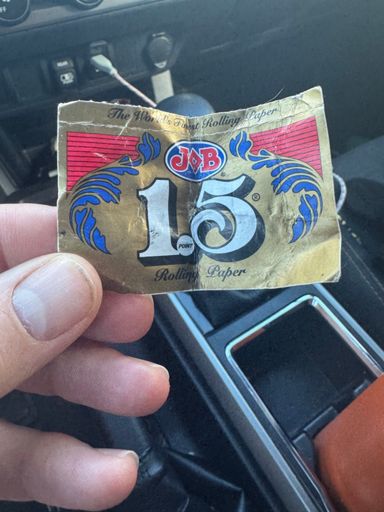 The World's Finest Rolling Paper
JOB
1.5®
POINT
Rolling Paper